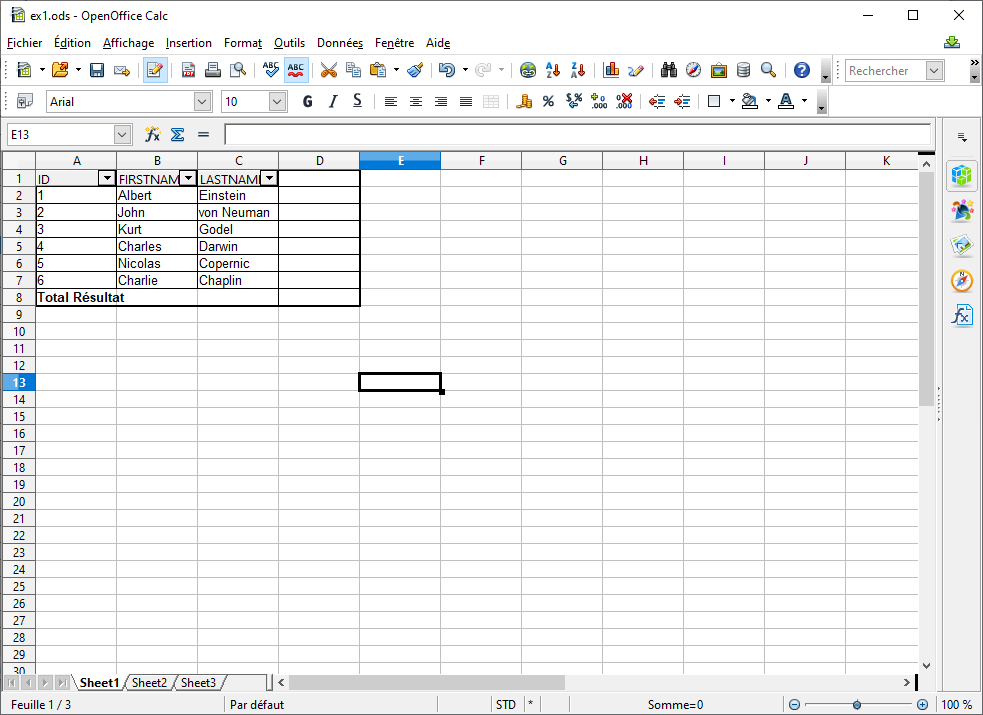 ex1.ods - OpenOffice Calc
Fichier Édition Affichage Insertion Format Outils Données Fenêtre Aide
Rechercher
Arial 10 G I S
E13
A B C D E F G H I J K
1 ID FIRSTNAM LASTNAM
2 1 Albert Einstein
3 2 John von Neuman
4 3 Kurt Godel
5 4 Charles Darwin
6 5 Nicolas Copernic
7 6 Charlie Chaplin
8 Total Résultat
9
10
11
12
13
14
15
16
17
18
19
20
21
22
23
24
25
26
27
28
29
30
Sheet1 Sheet2 Sheet3
Feuille 1 / 3 Par défaut STD * Somme=0 100 %